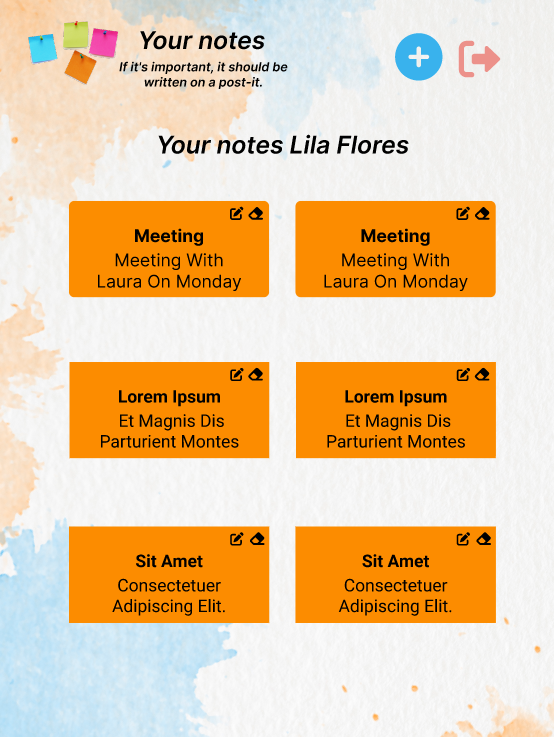 Your notes
If it's important, it should be
written on a post-it.
Your notes Lila Flores
Meeting
Meeting With
Laura On Monday
Meeting
Meeting With
Laura On Monday
Lorem Ipsum
Et Magnis Dis
Parturient Montes
Lorem Ipsum
Et Magnis Dis
Parturient Montes
Sit Amet
Consectetuer
Adipiscing Elit.
Sit Amet
Consectetuer
Adipiscing Elit.